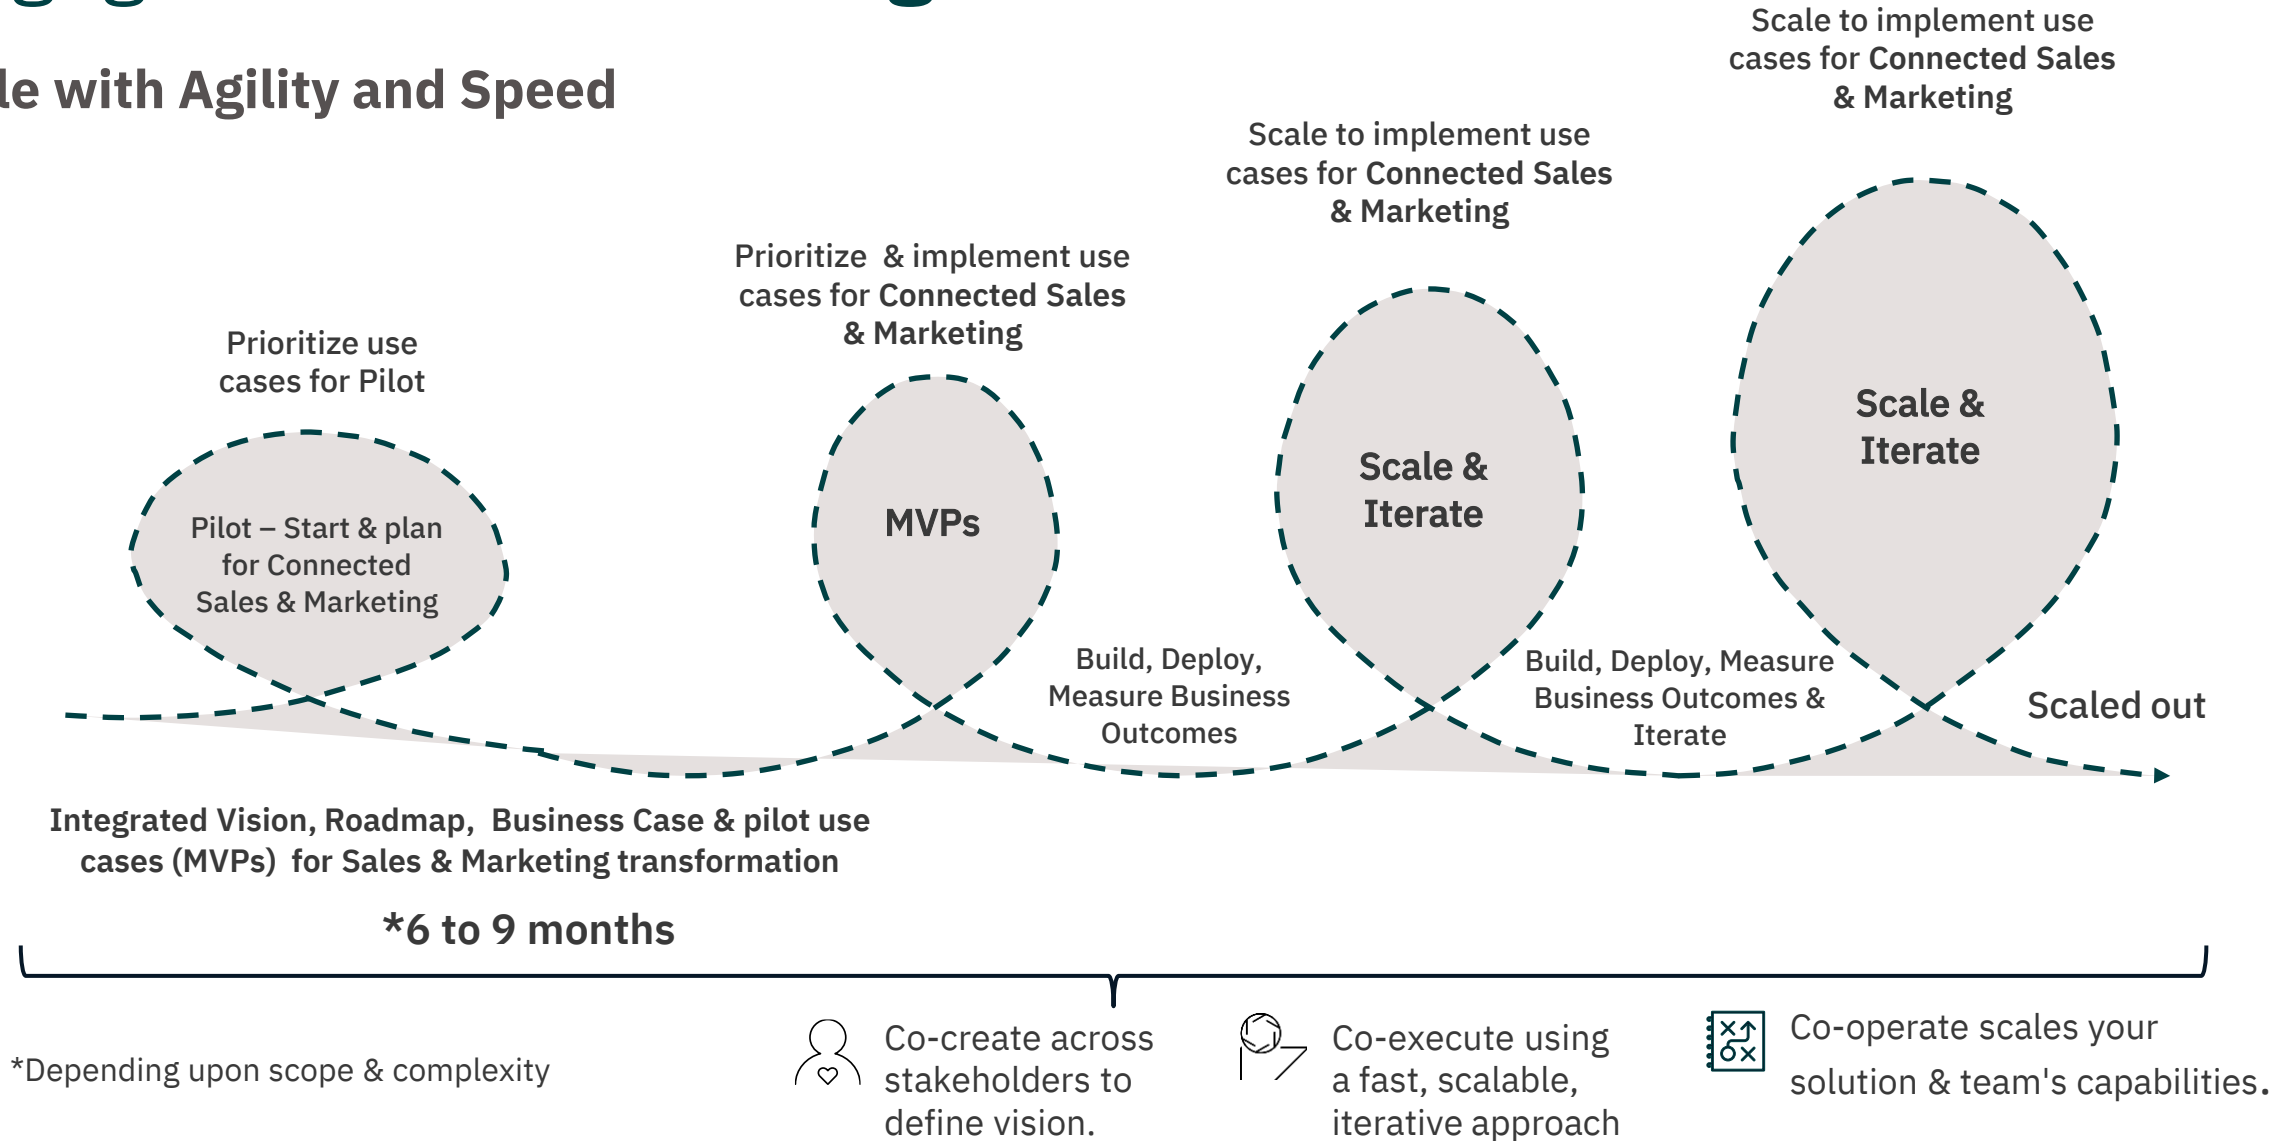 with Agility and Speed
Scale to implement use
cases for Connected Sales
& Marketing
Scale to implement use
cases for Connected Sales
& Marketing
Prioritize & implement use
cases for Connected Sales
& Marketing
Prioritize use
cases for Pilot
Pilot – Start & plan
for Connected
Sales & Marketing
MVPs
Scale &
Iterate
Scale &
Iterate
Build, Deploy,
Measure Business
Outcomes
Build, Deploy, Measure
Business Outcomes &
Iterate
Scaled out
Integrated Vision, Roadmap, Business Case & pilot use
cases (MVPs) for Sales & Marketing transformation
*6 to 9 months
*Depending upon scope & complexity
Co-create across
stakeholders to
define vision.
Co-execute using
a fast, scalable,
iterative approach
Co-operate scales your
solution & team's capabilities.